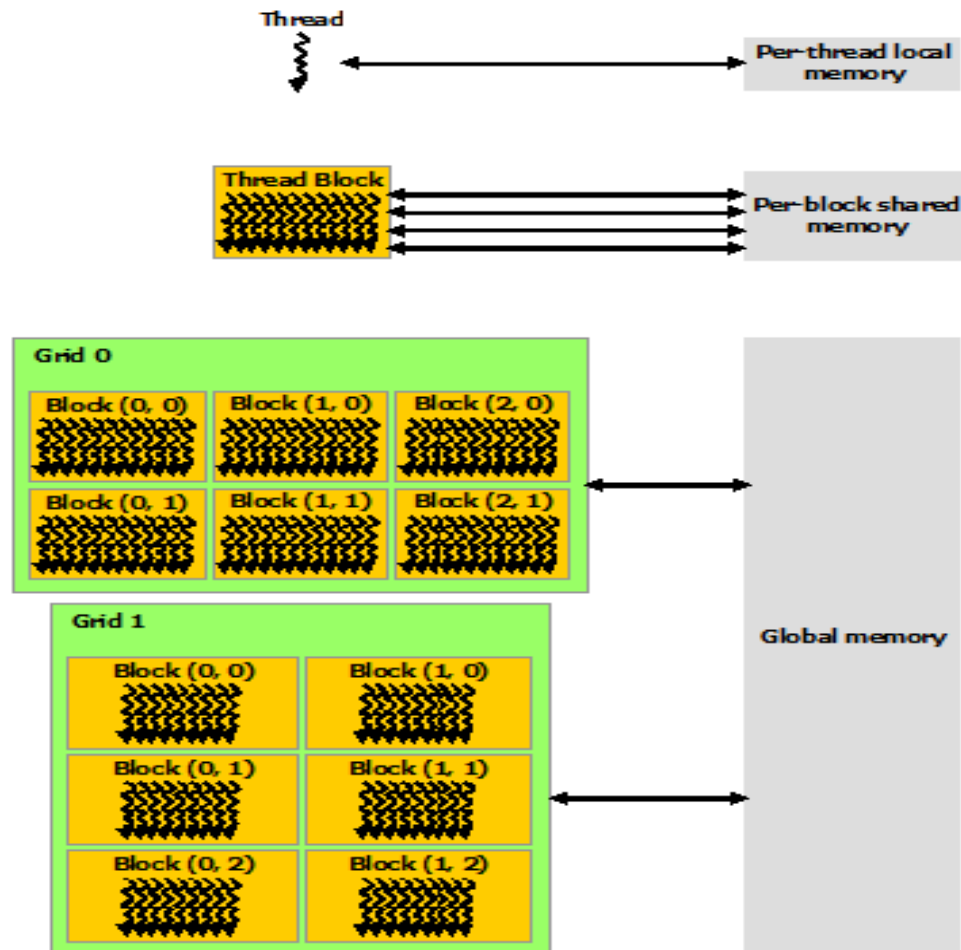 Thread
Per-thread local
memory
Thread Block
Per-block shared
memory
Grid 0
Block (0, 0)
Block (1, 0)
Block (2, 0)
Block (0, 1)
Block (1, 1)
Block (2, 1)
Grid 1
Block (0, 0)
Block (1, 0)
Block (0, 1)
Block (1, 1)
Block (0, 2)
Block (1, 2)
Global memory